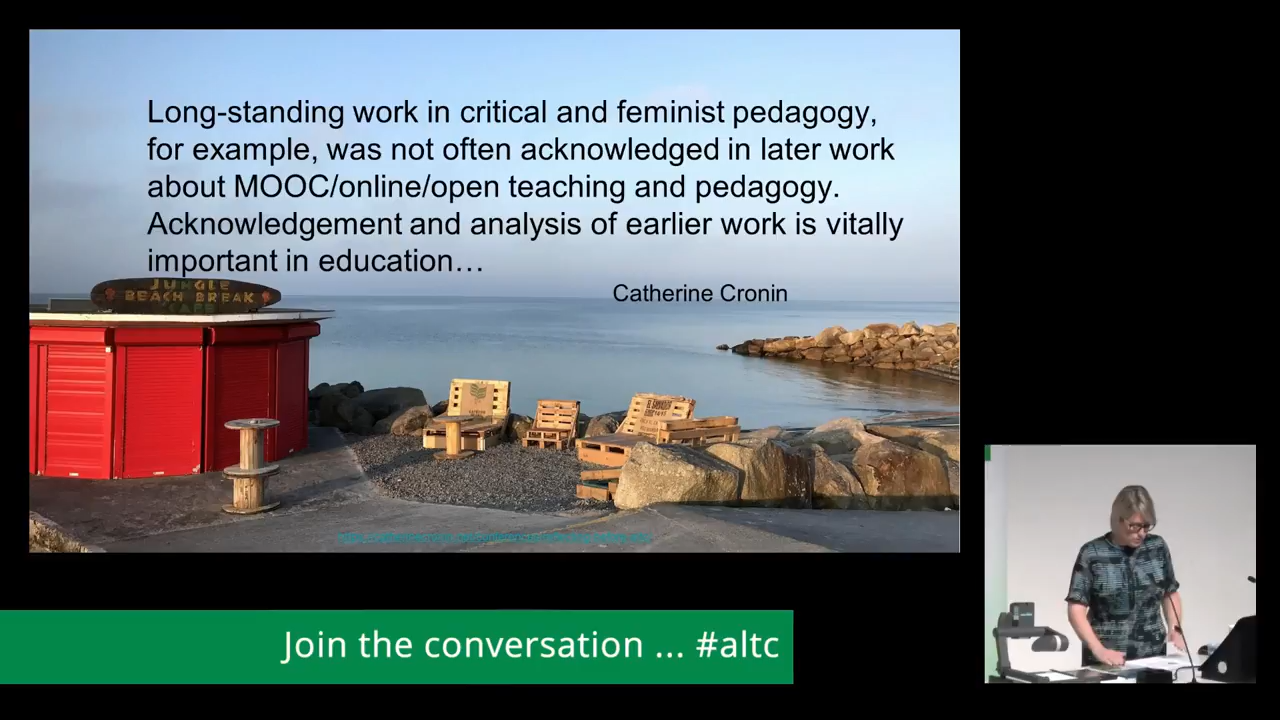 Long-standing work in critical and feminist pedagogy,
for example, was not often acknowledged in later work
about MOOC/online/open teaching and pedagogy.
Acknowledgement and analysis of earlier work is vitally
important in education…
Catherine Cronin
JUNGLE
BEACH BREAK
Join the conversation ... #altc